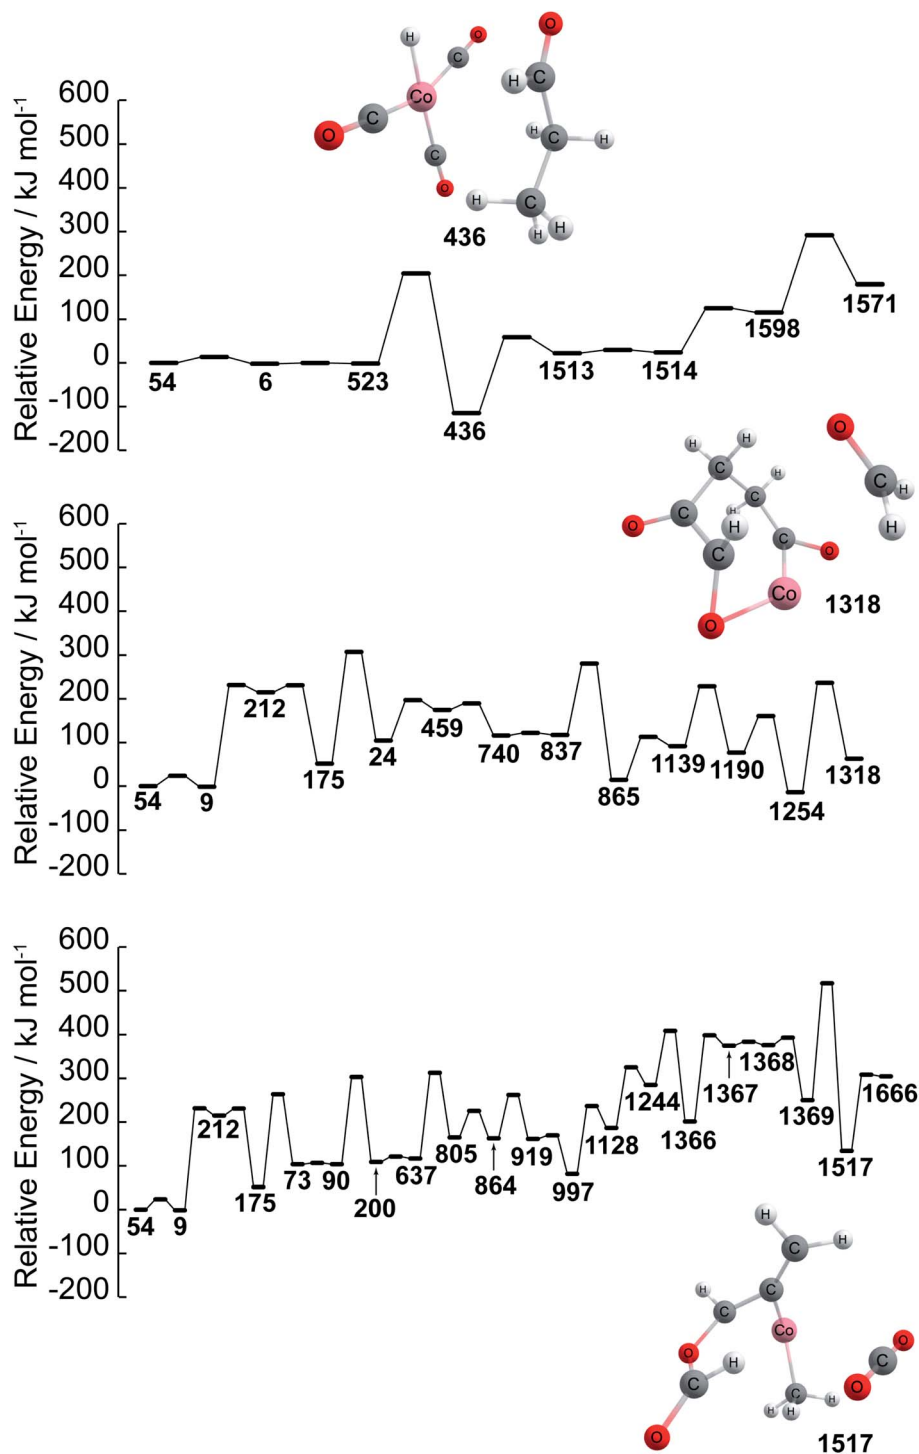 Relative Energy / kJ mol-1
600
500
400
300
200
100
0
-100
-200
H
O
C
C
Co
O
C
C
O
O
H
C
H
C
H
H
C
H
H
436
54
6
523
436
1513
1514
1598
1571
Relative Energy / kJ mol-1
600
500
400
300
200
100
0
-100
-200
H
H
C
H
C
O
C
H
H
C
C
O
Co
O
O
C
H
H
1318
54
9
212
175
24
459
740
837
865
1139
1190
1254
1318
Relative Energy / kJ mol-1
600
500
400
300
200
100
0
-100
-200
54
9
212
175
73
90
200
637
805
864
919
997
1128
1244
1366
1367
1368
1369
1517
1666
H
C
H
H
C
C
Co
O
H
C
O
C
H
H
H
O
C
O
1517